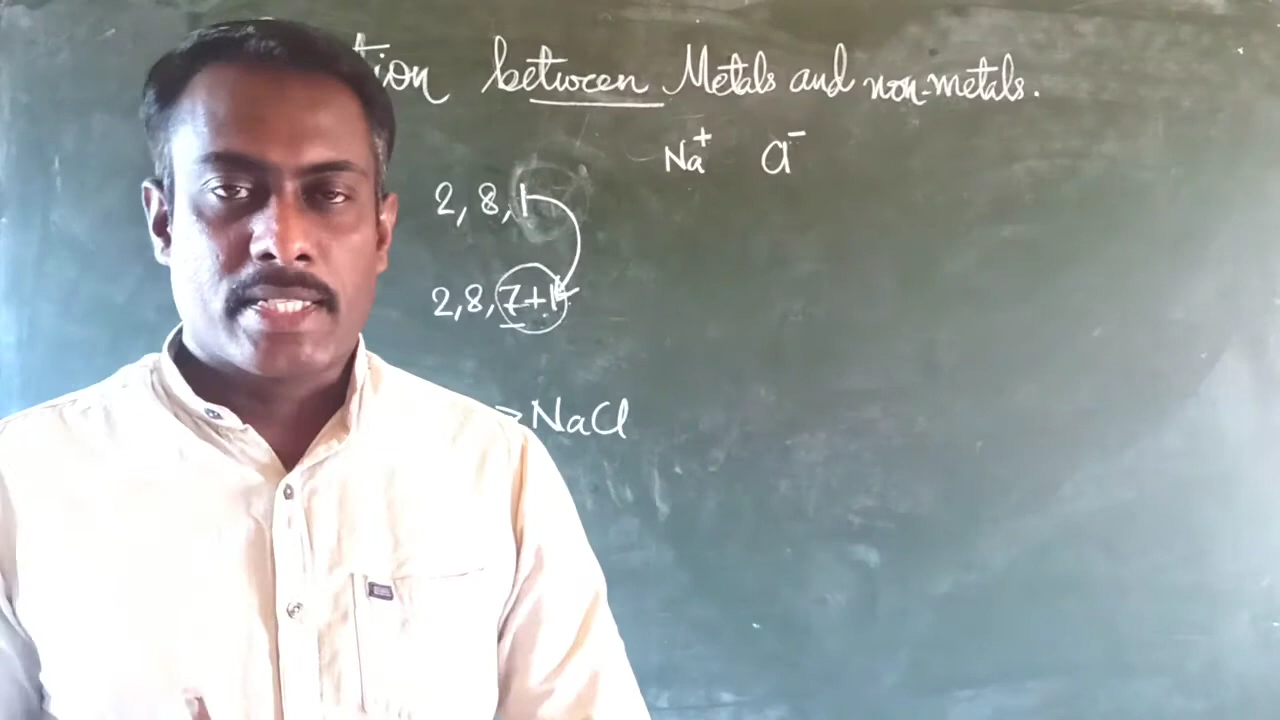 tion between Metals and non-metals.
Na⁺ Cl⁻
2, 8, 1
2, 8, 7+1
NaCl